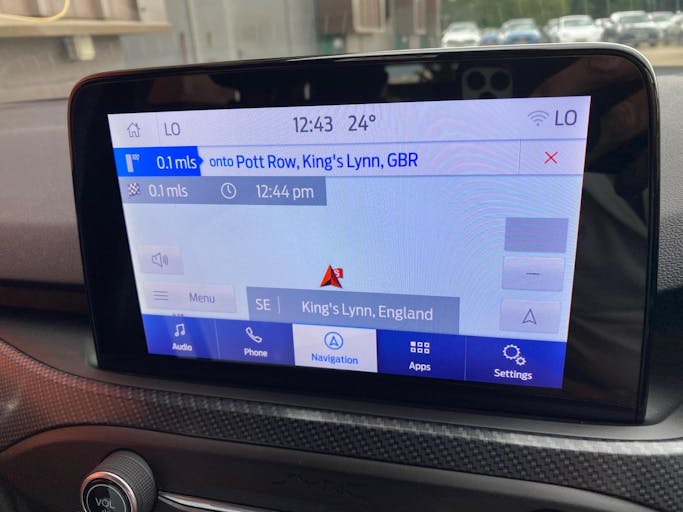 LO 12:43 24° LO
0.1 mls onto Pott Row, King's Lynn, GBR
0.1 mls 12:44 pm
Menu
SE King's Lynn, England
Audio Phone Navigation Apps Settings
VOL